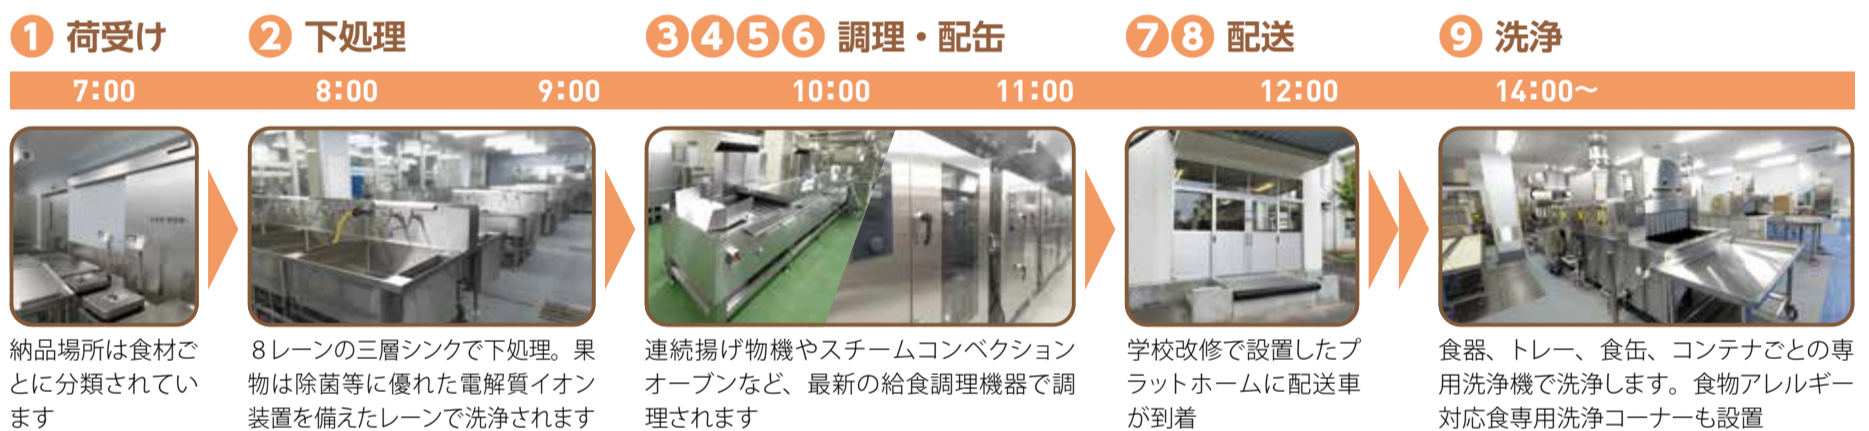 ❶ 荷受け
❷ 下処理
❸❹❺❻ 調理・配缶
❼❽ 配送
❾ 洗浄
7:00 8:00 9:00 10:00 11:00 12:00 14:00～
納品場所は食材ご
とに分類されてい
ます
８レーンの三層シンクで下処理。果
物は除菌等に優れた電解質イオン
装置を備えたレーンで洗浄されます
連続揚げ物機やスチームコンベクション
オーブンなど、最新の給食調理機器で調
理されます
学校改修で設置したプ
ラットホームに配送車
が到着
食器、トレー、食缶、コンテナごとの専
用洗浄機で洗浄します。食物アレルギー
対応食専用洗浄コーナーも設置